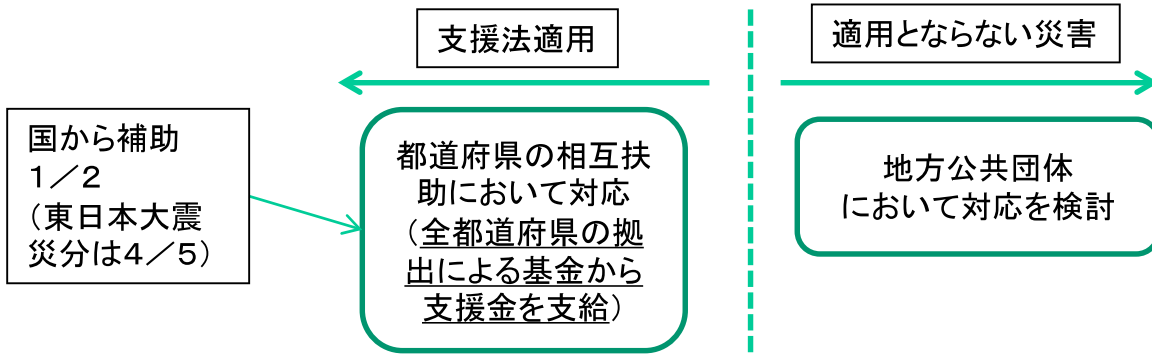 支援法適用
適用とならない災害
国から補助
１／２
（東日本大震
災分は４／５）
都道府県の相互扶
助において対応
（全都道府県の拠
出による基金から
支援金を支給）
地方公共団体
において対応を検討